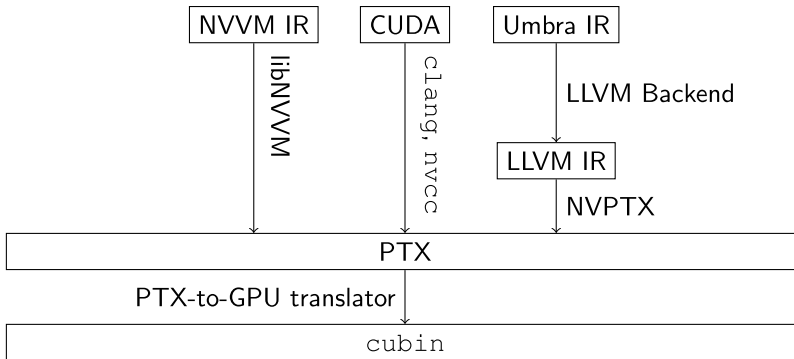 NVVM IR
CUDA
Umbra IR
libNVVM
clang, nvcc
LLVM Backend
LLVM IR
NVPTX
PTX
PTX-to-GPU translator
cubin